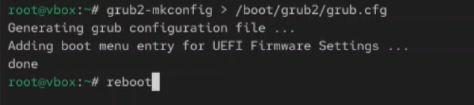 root@vbox:~# grub2-mkconfig > /boot/grub2/grub.cfg
Generating grub configuration file ...
Adding boot menu entry for UEFI Firmware Settings ...
done
root@vbox:~# reboot